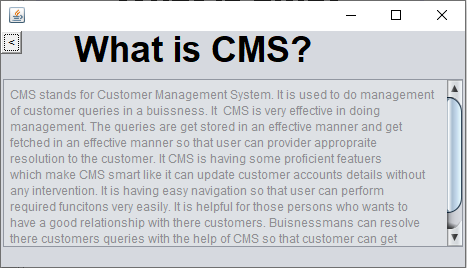 <
What is CMS?
CMS stands for Customer Management System. It is used to do management
of customer queries in a buissness. It  CMS is very effective in doing
management. The queries are get stored in an effective manner and get
fetched in an effective manner so that user can provider appropraite
resolution to the customer. It CMS is having some proficient featuers
which make CMS smart like it can update customer accounts details without
any intervention. It is having easy navigation so that user can perform
required funcitons very easily. It is helpful for those persons who wants to
have a good relationship with there customers. Buisnessmans can resolve
there customers queries with the help of CMS so that customer can get